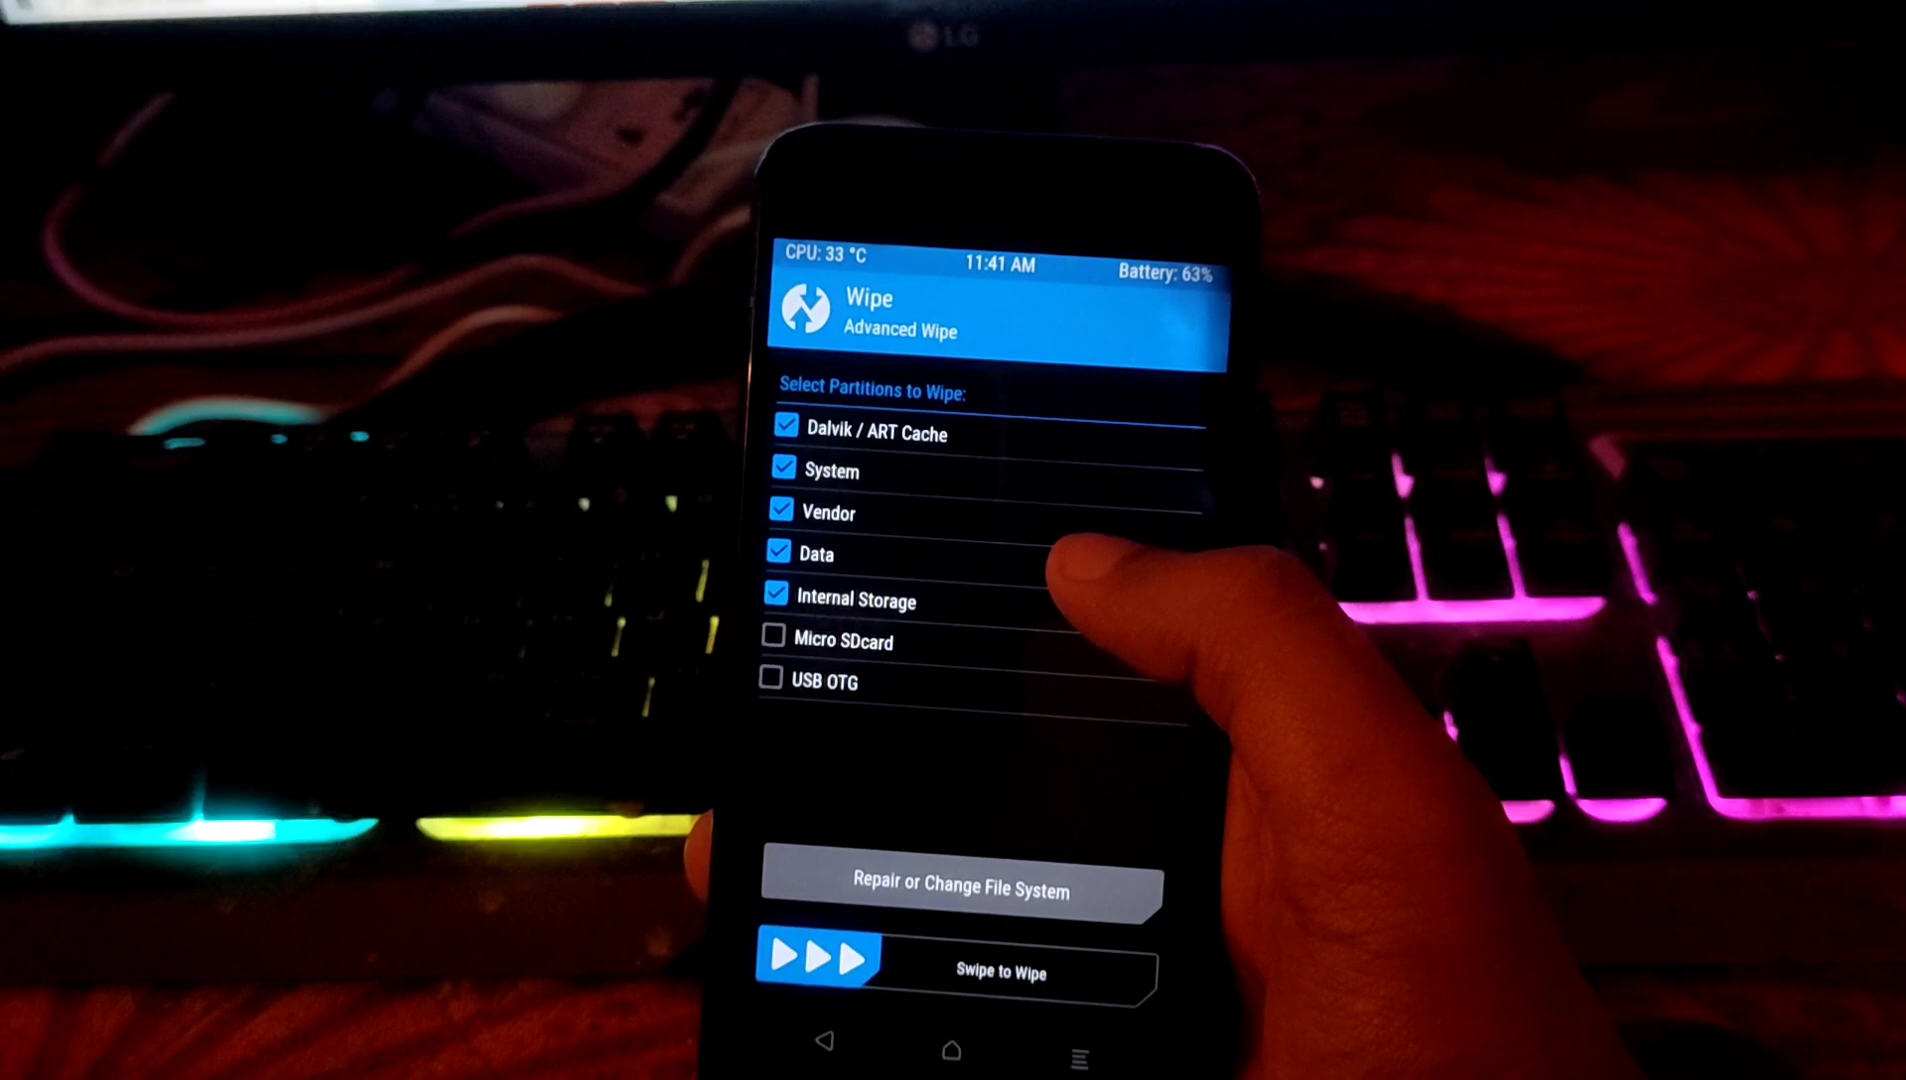 LG
CPU: 33 °C 11:41 AM Battery: 63%
Wipe
Advanced Wipe
Select Partitions to Wipe:
Dalvik / ART Cache
System
Vendor
Data
Internal Storage
Micro SDcard
USB OTG
Repair or Change File System
Swipe to Wipe